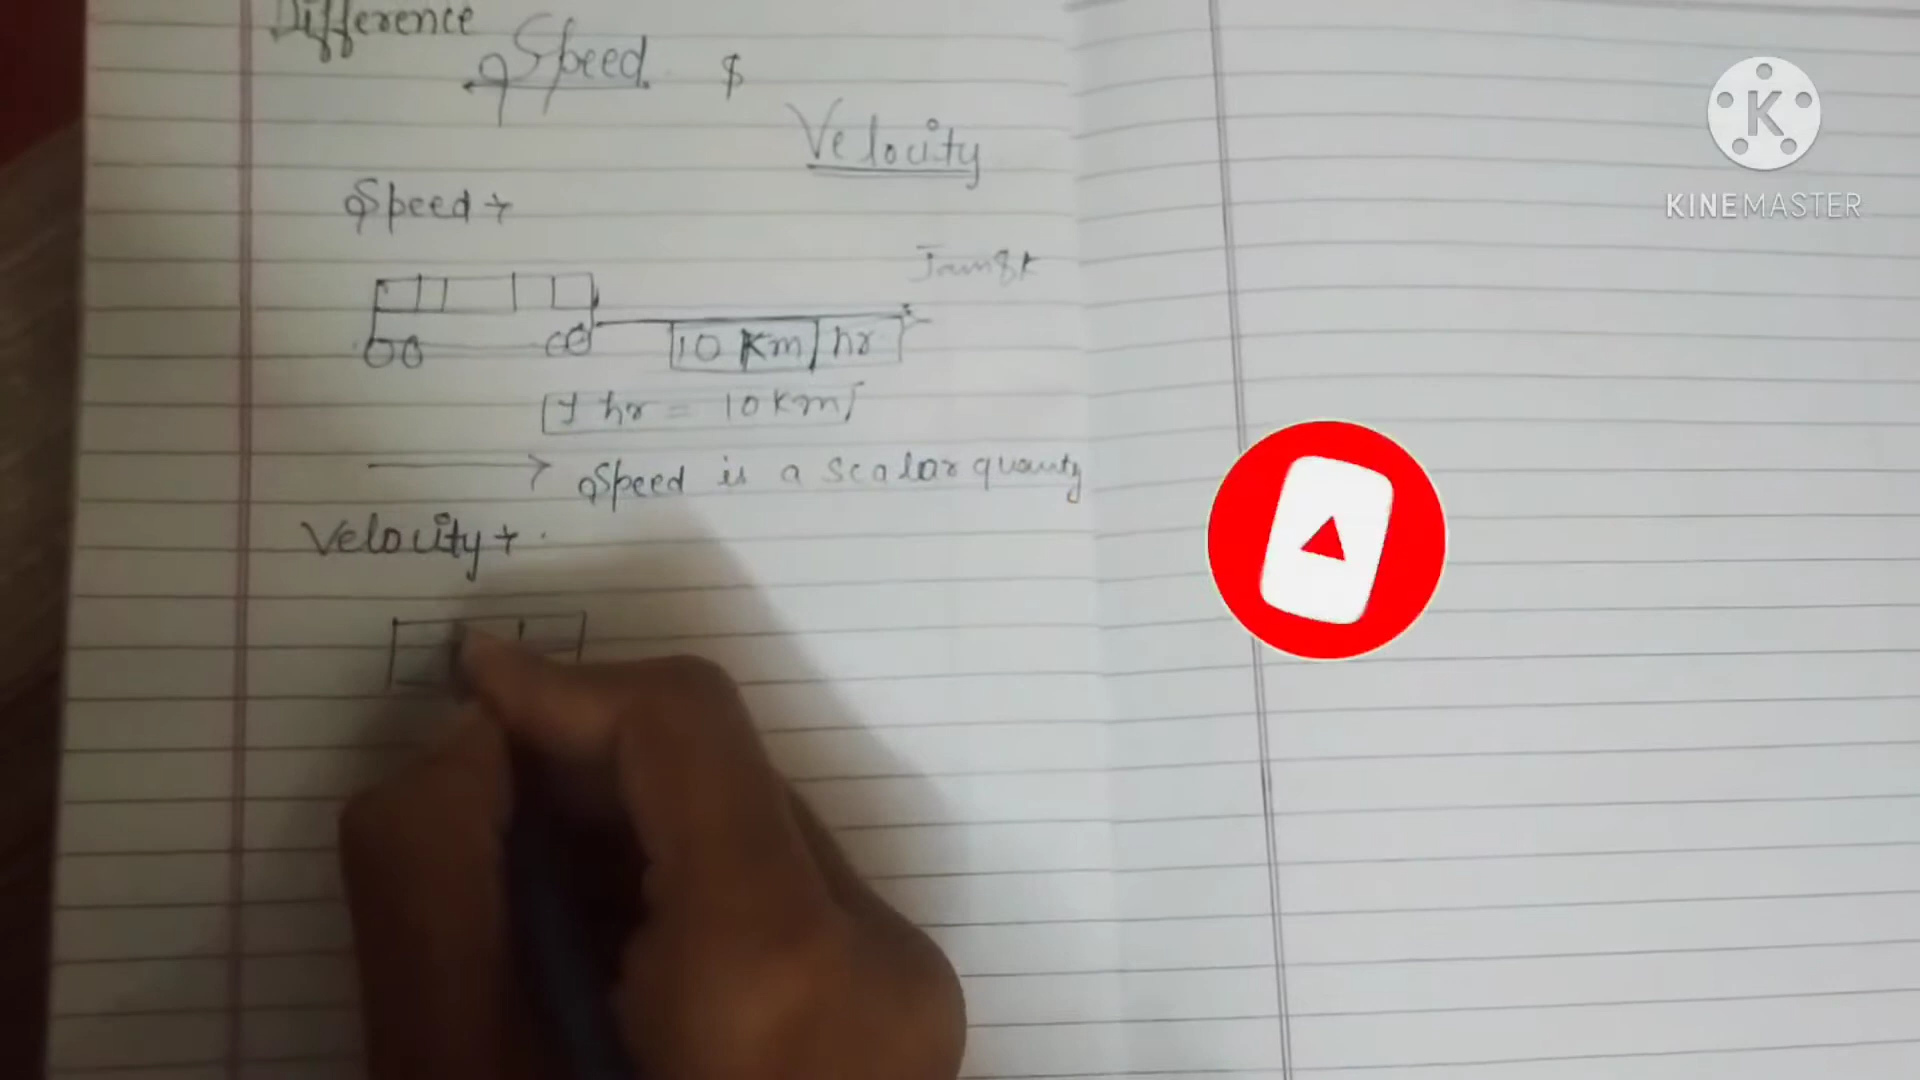 Difference
Speed &
Velocity
Speed →
10 Km/hr
1 hr = 10 Km
Speed is a scalar quantity
Velocity →
K
KINEMASTER